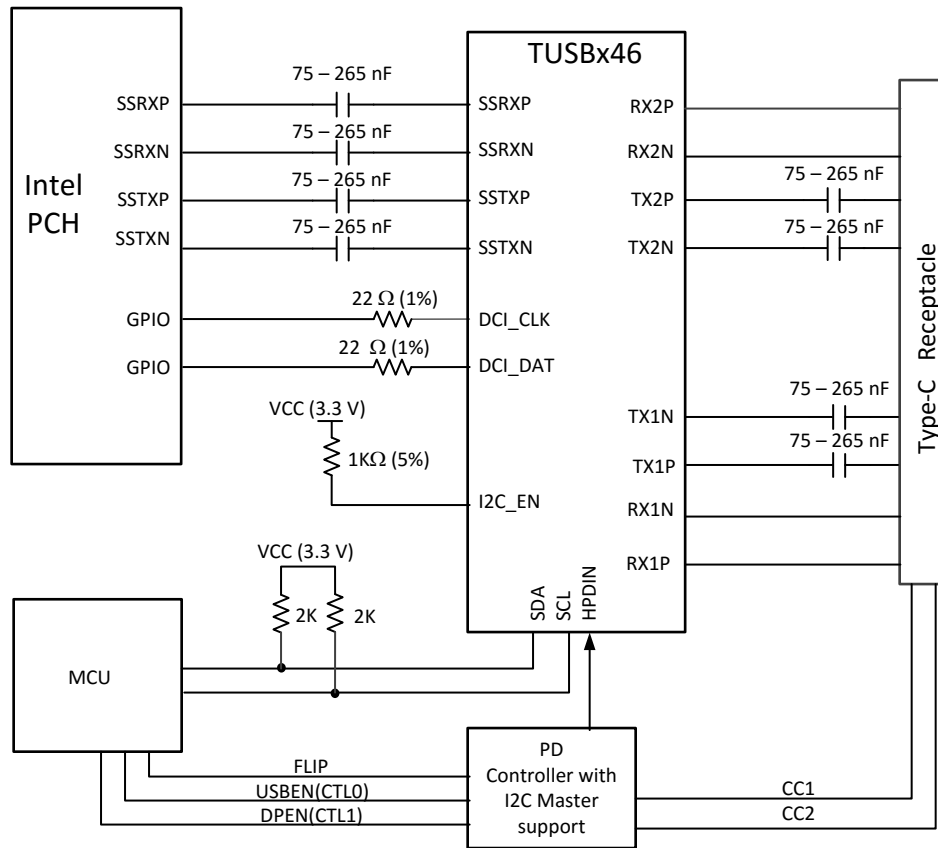 TUSBx46
Intel
PCH
SSRXP
SSRXN
SSTXP
SSTXN
GPIO
GPIO
75 – 265 nF
75 – 265 nF
75 – 265 nF
75 – 265 nF
22 Ω (1%)
22 Ω (1%)
VCC (3.3 V)
1KΩ (5%)
SSRXP
SSRXN
SSTXP
SSTXN
DCI_CLK
DCI_DAT
I2C_EN
RX2P
RX2N
TX2P
TX2N
TX1N
TX1P
RX1N
RX1P
75 – 265 nF
75 – 265 nF
75 – 265 nF
75 – 265 nF
Type-C Receptacle
SDA
SCL
HPDIN
VCC (3.3 V)
2K
2K
MCU
FLIP
USBEN(CTL0)
DPEN(CTL1)
PD
Controller with
I2C Master
support
CC1
CC2